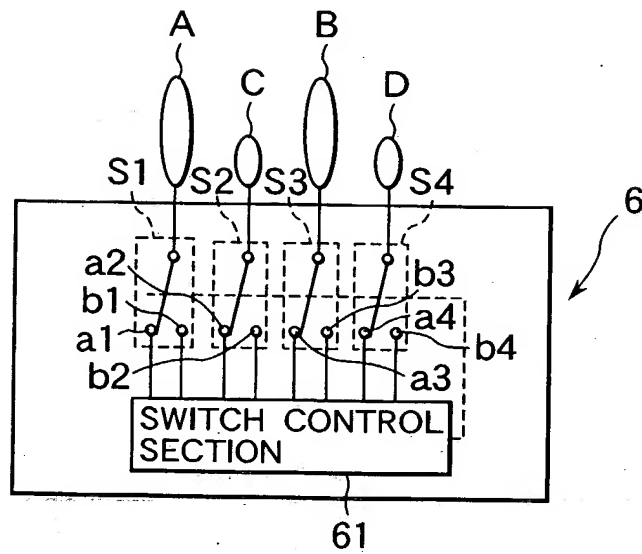 A
B
C
D
S1
S2
S3
S4
6
a2
b3
b1
a1
a4
b2
a3
b4
SWITCH CONTROL
SECTION
61